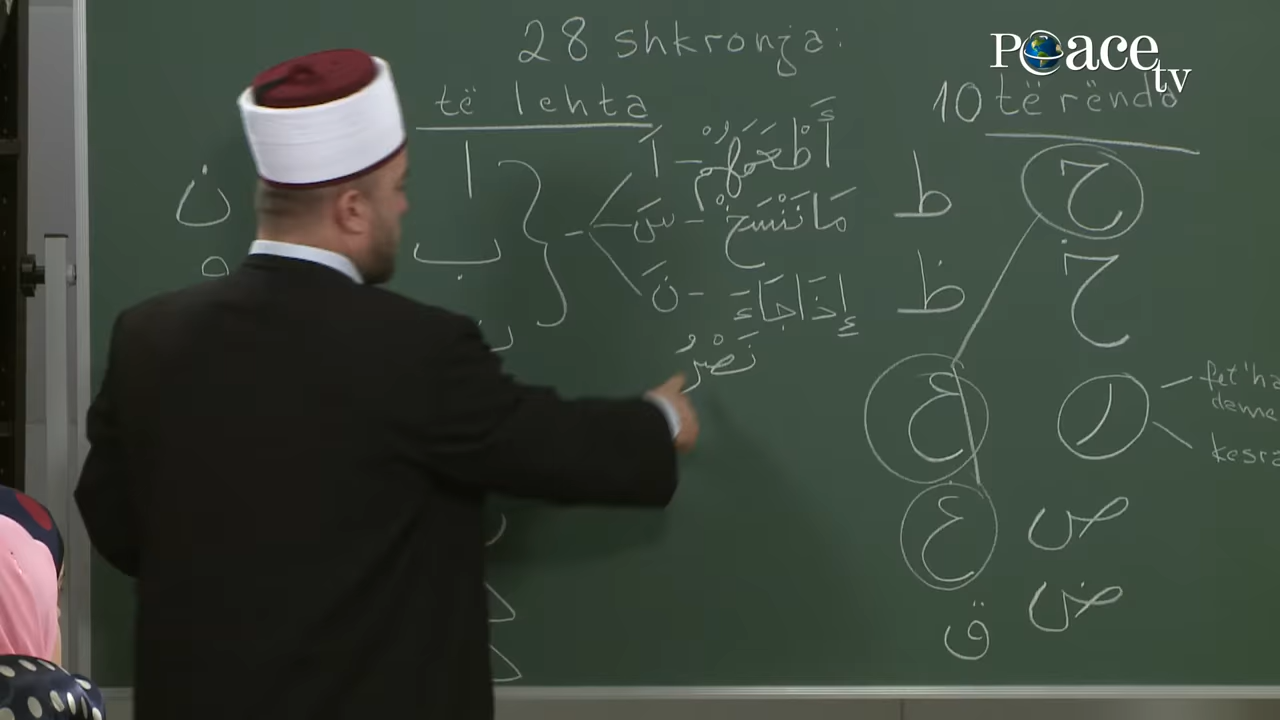 Peace tv
28 shkronja:
të lehta
10 të rënda
ا
ب
ن
أَ - أَطْعَمَهُمْ
سَ - مَا نَنْسَخْ
نَ - إِذَا جَاءَ
نَصْرُ
ط
ظ
ع
غ
ق
ح
خ
ر
fet'ha
deme
kesra
ص
ض